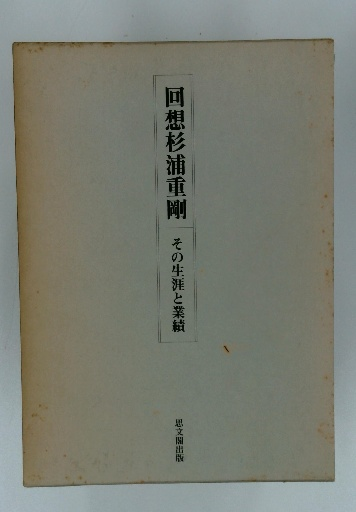 回想杉浦重剛
その生涯と業績
思文閣出版